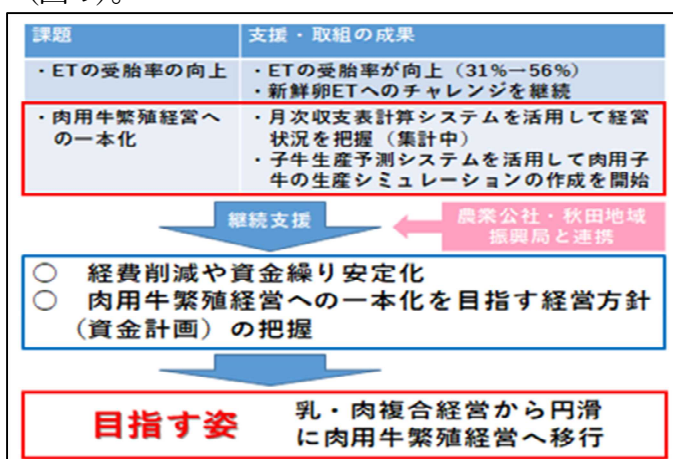 課題
支援・取組の成果
・ETの受胎率の向上
・ETの受胎率が向上（31%→56%）
・新鮮卵ETへのチャレンジを継続
・肉用牛繁殖経営へ
の一本化
・月次収支表計算システムを活用して経営
状況を把握（集計中）
・子牛生産予測システムを活用して肉用子
牛の生産シミュレーションの作成を開始
継続支援
農業公社・秋田地域
振興局と連携
○ 経費削減や資金繰り安定化
○ 肉用牛繁殖経営への一本化を目指す経営方針
（資金計画）の把握
目指す姿
乳・肉複合経営から円滑
に肉用牛繁殖経営へ移行